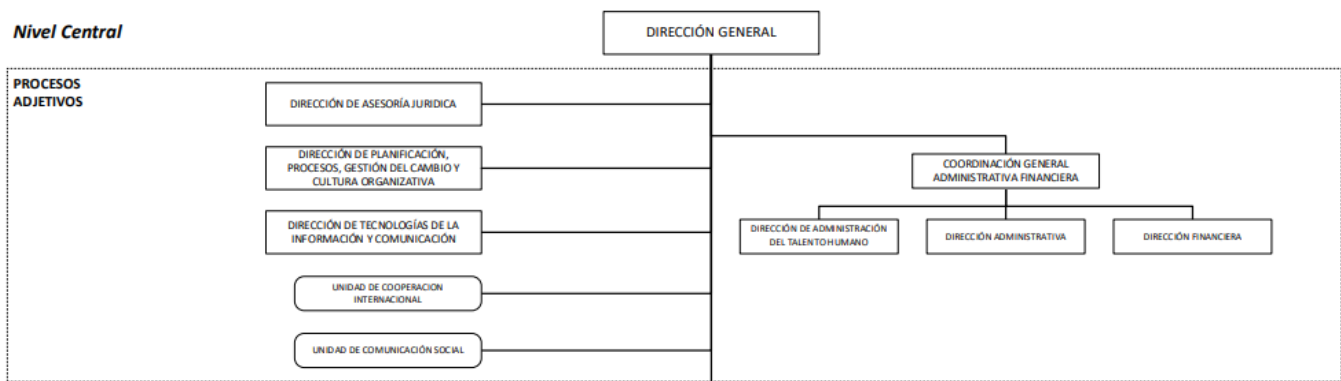 Nivel Central
DIRECCIÓN GENERAL
PROCESOS
ADJETIVOS
DIRECCIÓN DE ASESORÍA JURIDICA
DIRECCIÓN DE PLANIFICACIÓN,
PROCESOS, GESTIÓN DEL CAMBIO Y
CULTURA ORGANIZATIVA
DIRECCIÓN DE TECNOLOGÍAS DE LA
INFORMACIÓN Y COMUNICACIÓN
UNIDAD DE COOPERACION
INTERNACIONAL
UNIDAD DE COMUNICACIÓN SOCIAL
COORDINACIÓN GENERAL
ADMINISTRATIVA FINANCIERA
DIRECCIÓN DE ADMINISTRACIÓN
DEL TALENTO HUMANO
DIRECCIÓN ADMINISTRATIVA
DIRECCIÓN FINANCIERA